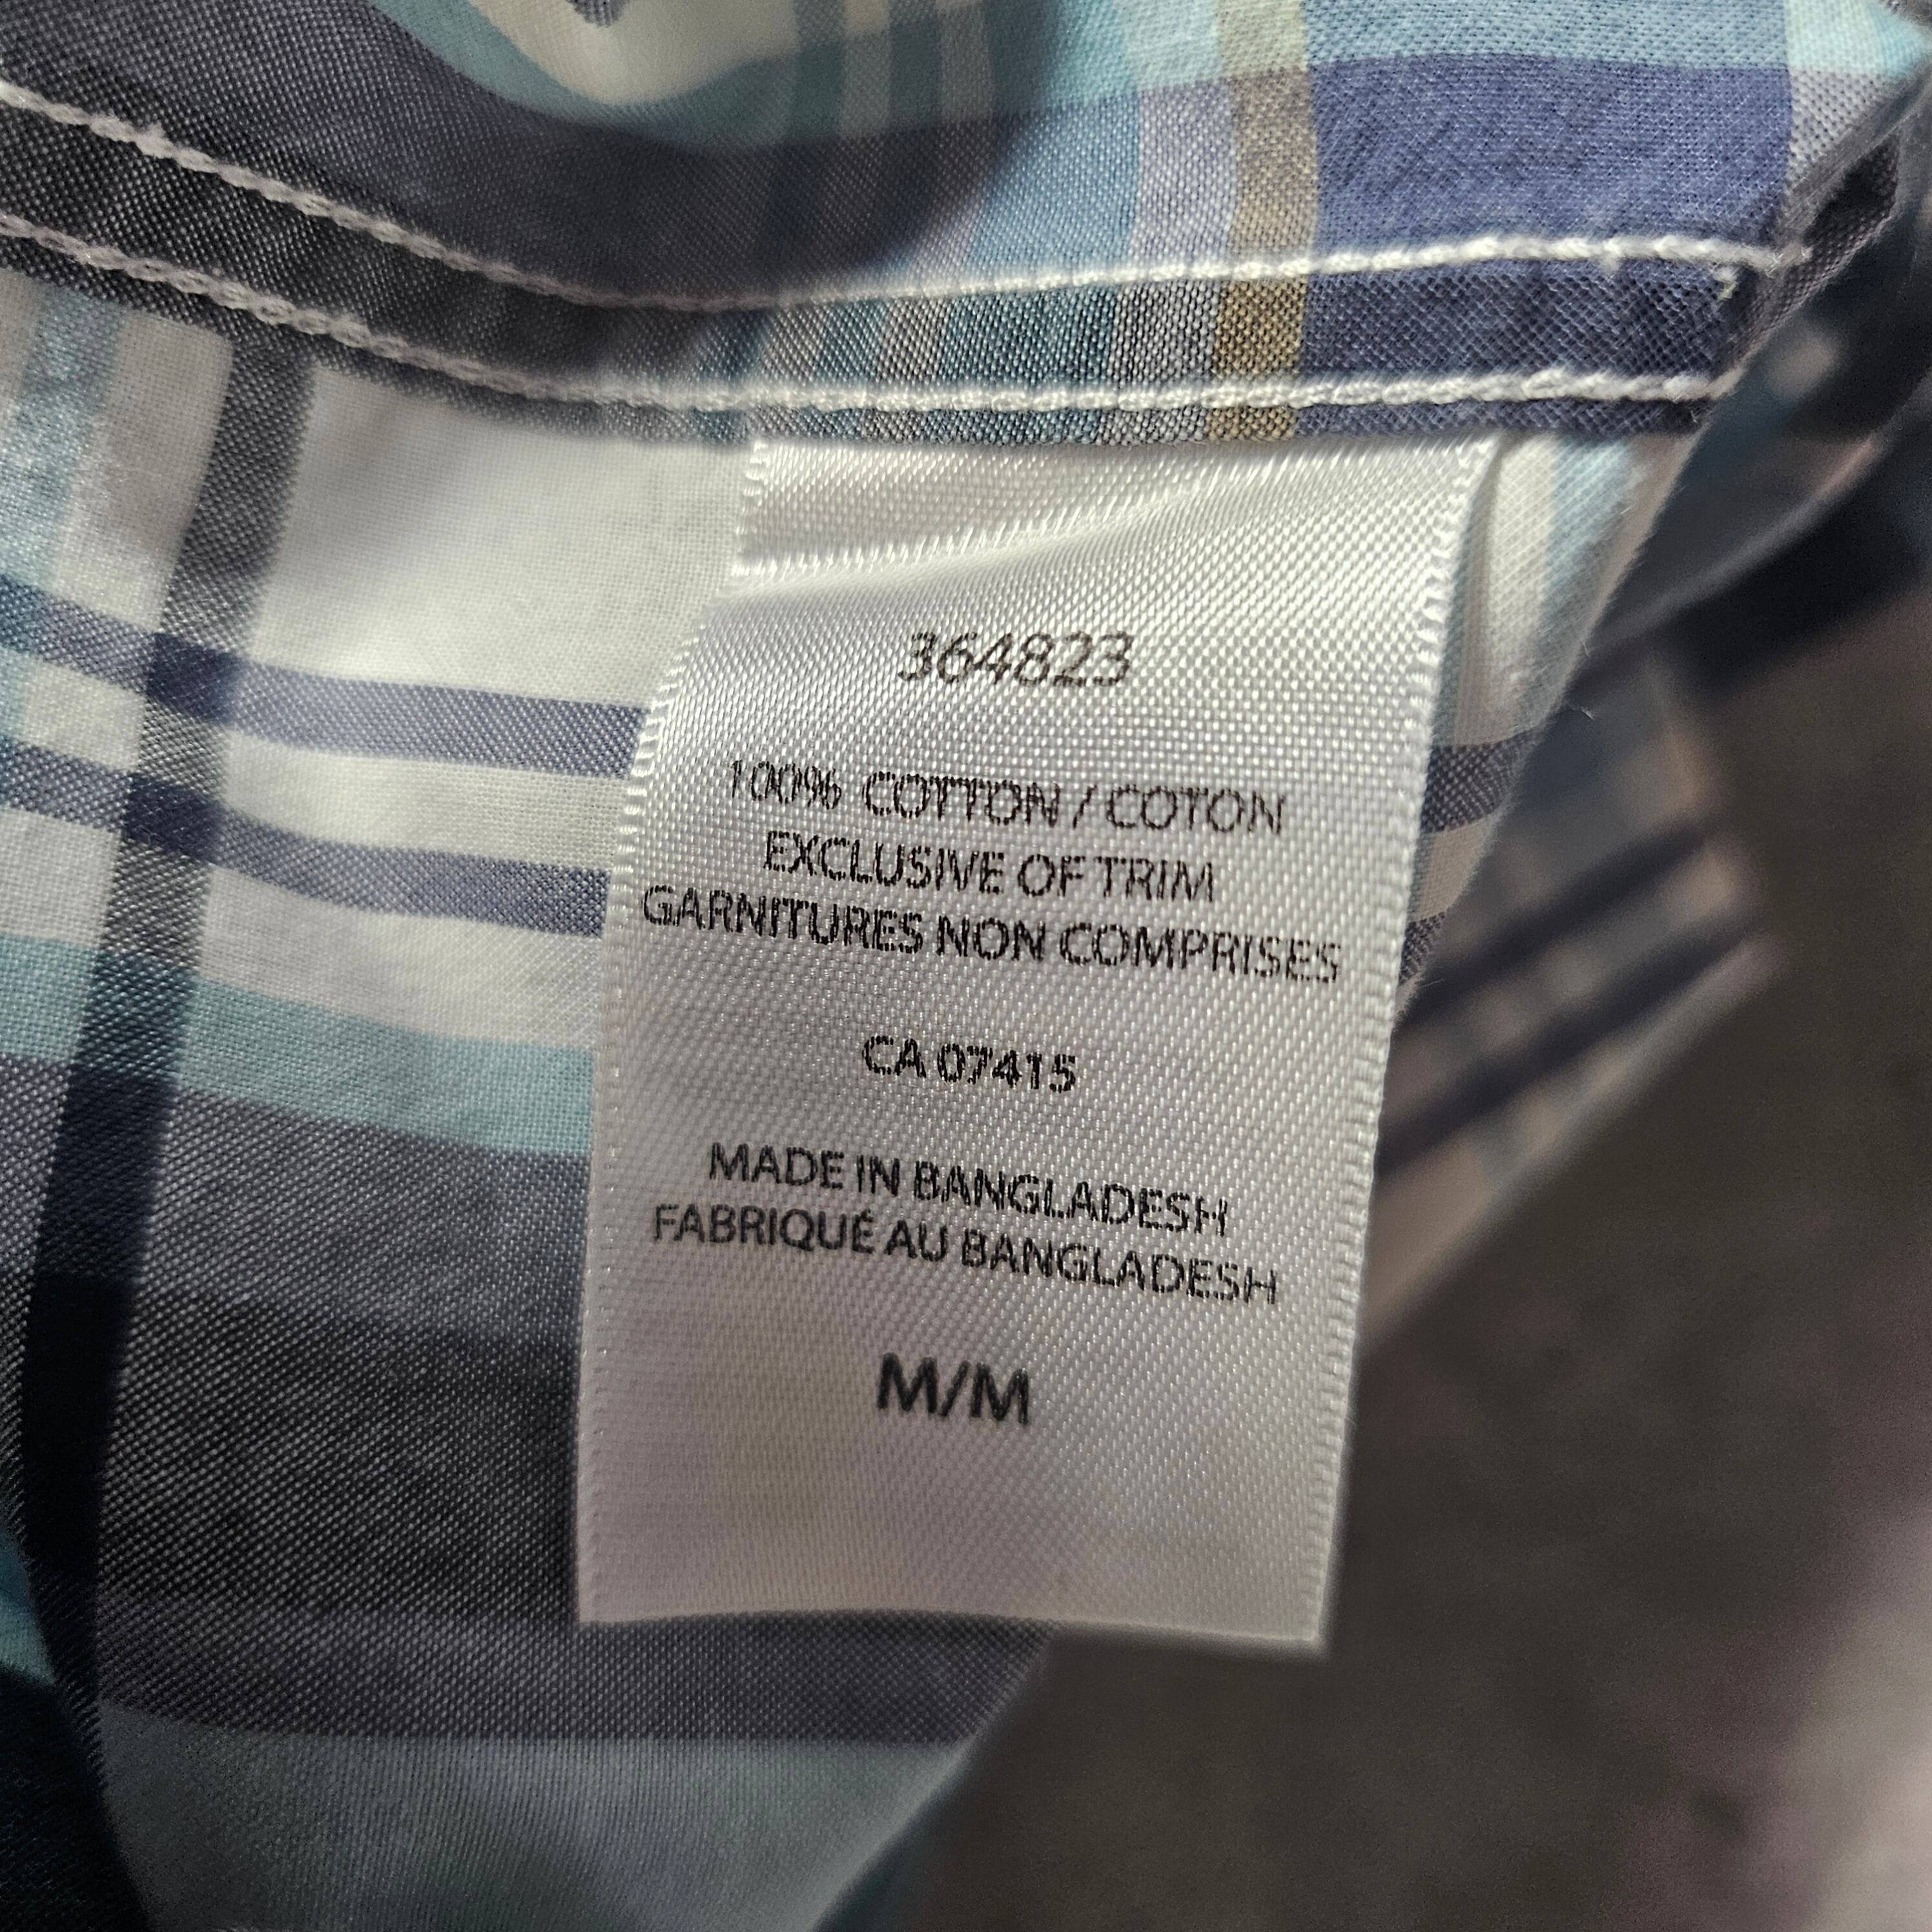 364823
100% COTTON / COTON
EXCLUSIVE OF TRIM
GARNITURES NON COMPRISES
CA 07415
MADE IN BANGLADESH
FABRIQUÉ AU BANGLADESH
M/M